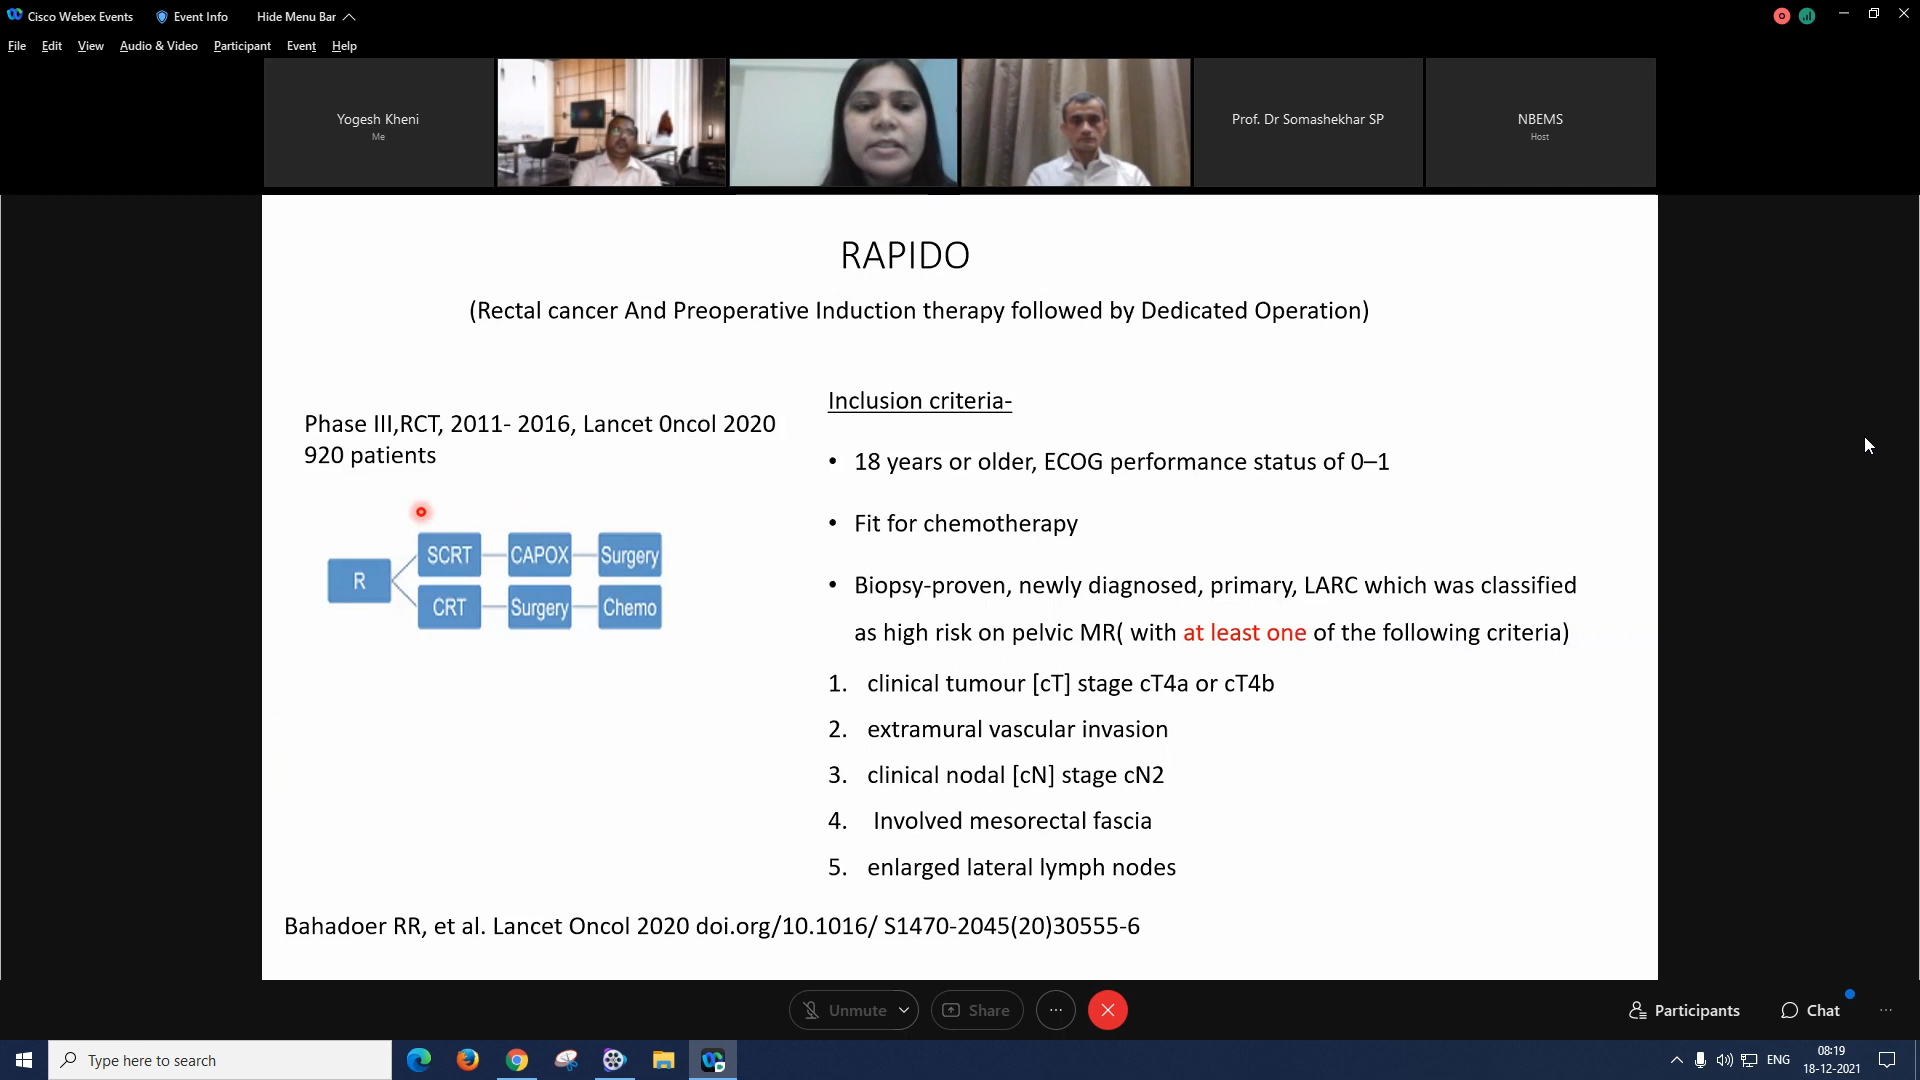 Cisco Webex Events
Event Info
Hide Menu Bar
File Edit View Audio & Video Participant Event Help
Yogesh Kheni
Me
Prof. Dr Somashekhar SP
NBEMS
Host
RAPIDO
(Rectal cancer And Preoperative Induction therapy followed by Dedicated Operation)
Phase III,RCT, 2011- 2016, Lancet 0ncol 2020
920 patients
R
SCRT CAPOX Surgery
CRT Surgery Chemo
Inclusion criteria-
• 18 years or older, ECOG performance status of 0–1
• Fit for chemotherapy
• Biopsy-proven, newly diagnosed, primary, LARC which was classified
as high risk on pelvic MR( with at least one of the following criteria)
1. clinical tumour [cT] stage cT4a or cT4b
2. extramural vascular invasion
3. clinical nodal [cN] stage cN2
4. Involved mesorectal fascia
5. enlarged lateral lymph nodes
Bahadoer RR, et al. Lancet Oncol 2020 doi.org/10.1016/ S1470-2045(20)30555-6
Unmute
Share
Participants
Chat
Type here to search
ENG
08:19
18-12-2021